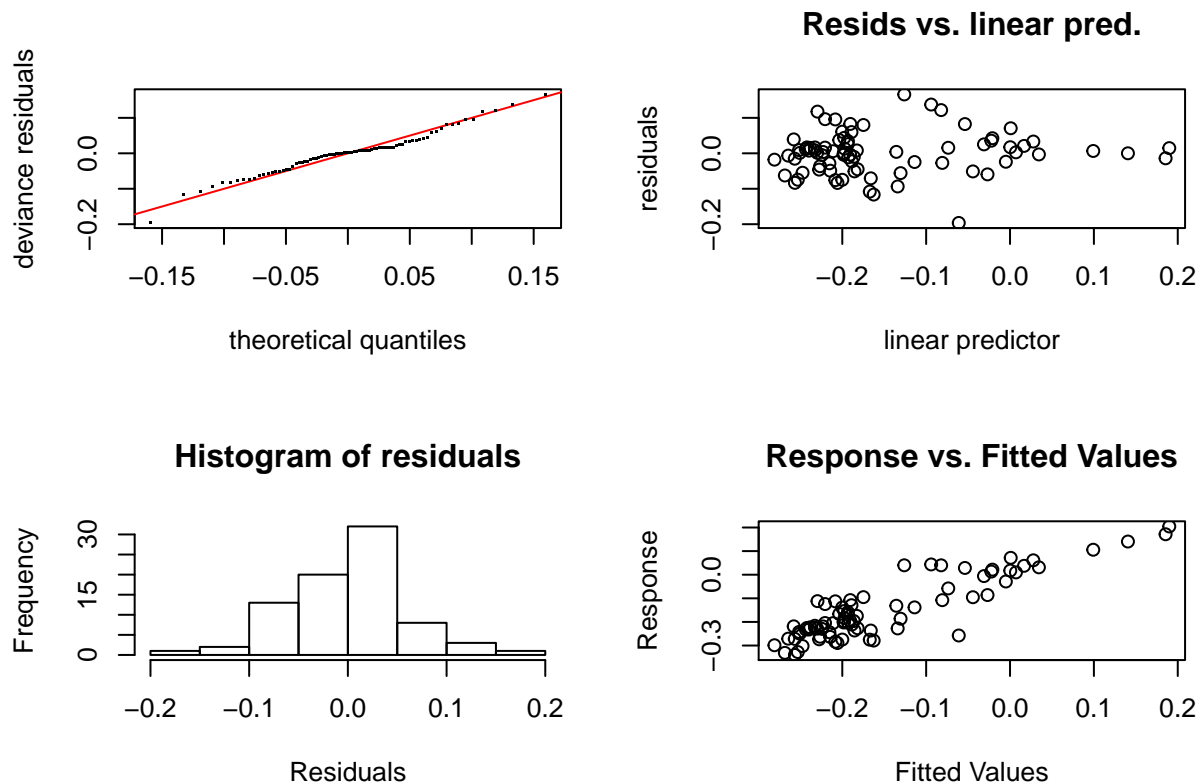 deviance residuals
0.0
−0.2
−0.15
−0.05
0.05
0.15
theoretical quantiles
Resids vs. linear pred.
residuals
0.0
−0.2
−0.2
−0.1
0.0
0.1
0.2
linear predictor
Histogram of residuals
Frequency
30
15
0
−0.2
−0.1
0.0
0.1
0.2
Residuals
Response vs. Fitted Values
Response
0.0
−0.3
−0.2
−0.1
0.0
0.1
0.2
Fitted Values